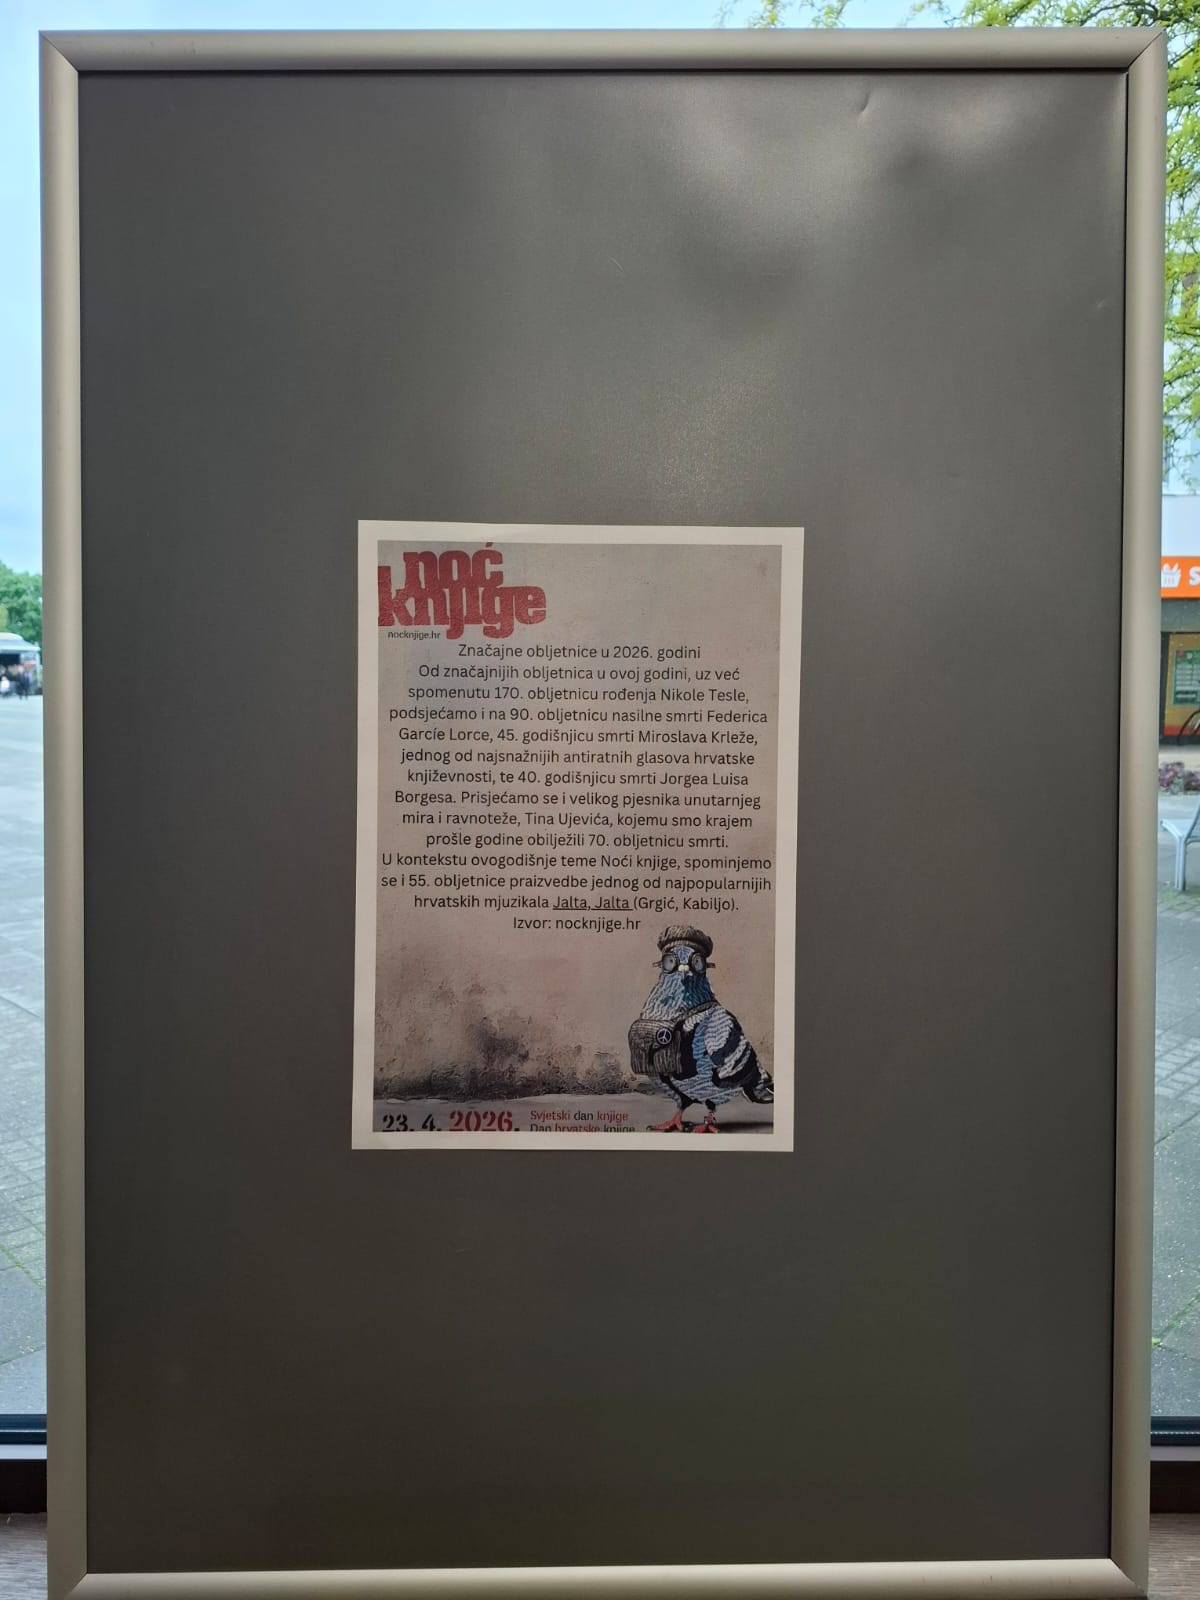 noć
knjige
nocknjige.hr
Značajne obljetnice u 2026. godini
Od značajnijih obljetnica u ovoj godini, uz već
spomenutu 170. obljetnicu rođenja Nikole Tesle,
podsjećamo i na 90. obljetnicu nasilne smrti Federica
Garcíe Lorce, 45. godišnjicu smrti Miroslava Krleže,
jednog od najsnažnijih antiratnih glasova hrvatske
književnosti, te 40. godišnjicu smrti Jorgea Luisa
Borgesa. Prisjećamo se i velikog pjesnika unutarnjeg
mira i ravnoteže, Tina Ujevića, kojemu smo krajem
prošle godine obilježili 70. obljetnicu smrti.
U kontekstu ovogodišnje teme Noći knjige, spominjemo
se i 55. obljetnice praizvedbe jednog od najpopularnijih
hrvatskih mjuzikala Jalta, Jalta (Grgić, Kabiljo).
Izvor: nocknjige.hr
23. 4. 2026.
Svjetski dan knjige
Dan hrvatske knjige